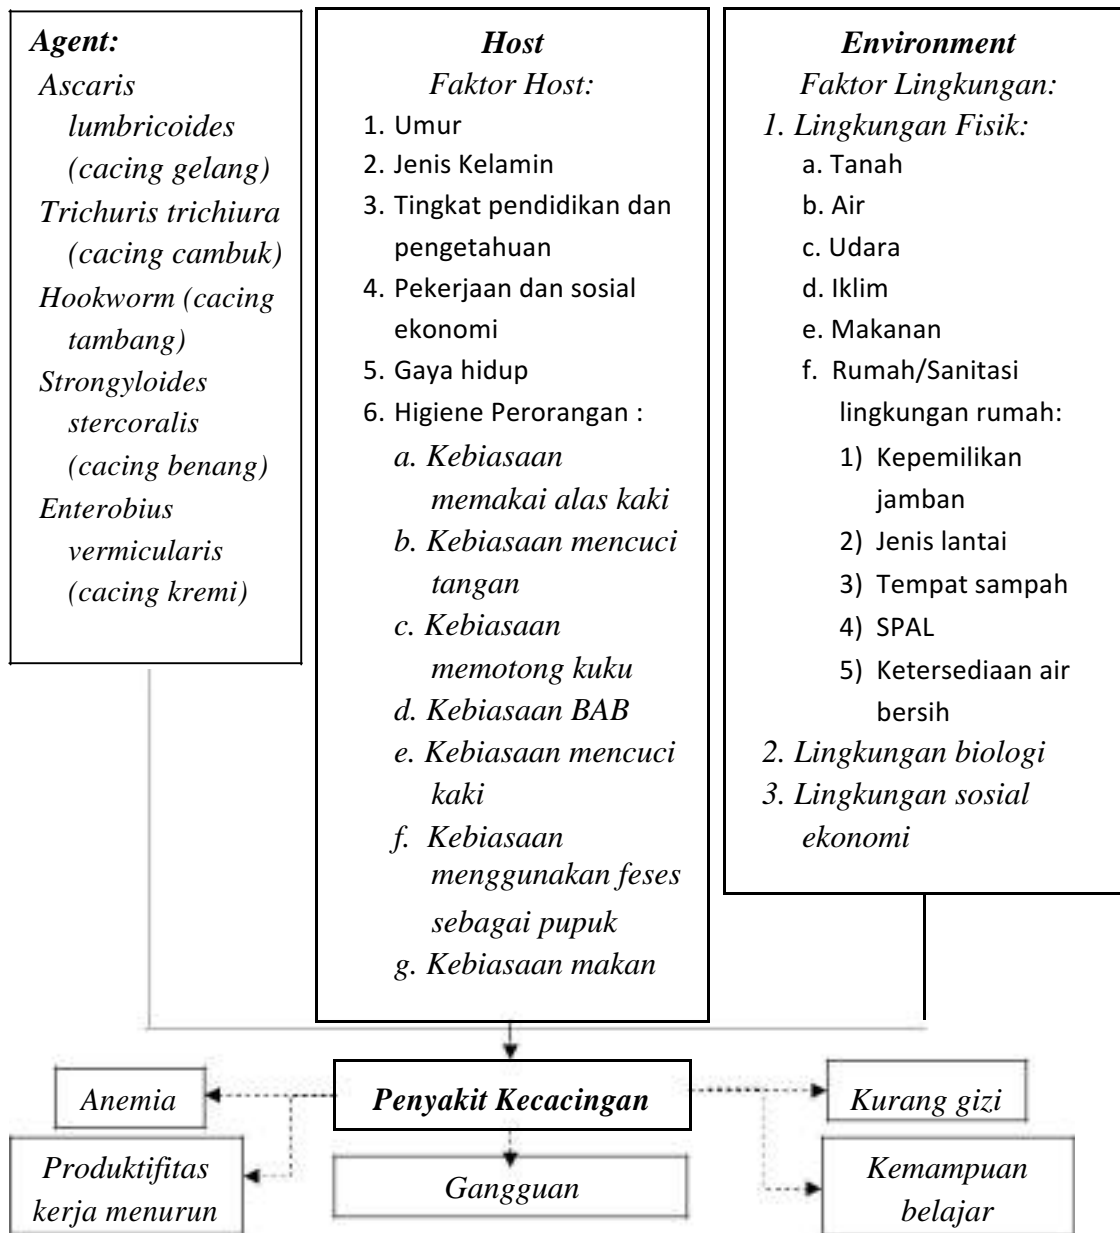 Agent:
Ascaris
lumbricoides
(cacing gelang)
Trichuris trichiura
(cacing cambuk)
Hookworm (cacing
tambang)
Strongyloides
stercoralis
(cacing benang)
Enterobius
vermicularis
(cacing kremi)
Host
Faktor Host:
1. Umur
2. Jenis Kelamin
3. Tingkat pendidikan dan
pengetahuan
4. Pekerjaan dan sosial
ekonomi
5. Gaya hidup
6. Higiene Perorangan :
a. Kebiasaan
memakai alas kaki
b. Kebiasaan mencuci
tangan
c. Kebiasaan
memotong kuku
d. Kebiasaan BAB
e. Kebiasaan mencuci
kaki
f. Kebiasaan
menggunakan feses
sebagai pupuk
g. Kebiasaan makan
Environment
Faktor Lingkungan:
1. Lingkungan Fisik:
a. Tanah
b. Air
c. Udara
d. Iklim
e. Makanan
f. Rumah/Sanitasi
lingkungan rumah:
1) Kepemilikan
jamban
2) Jenis lantai
3) Tempat sampah
4) SPAL
5) Ketersediaan air
bersih
2. Lingkungan biologi
3. Lingkungan sosial
ekonomi
Anemia
Penyakit Kecacingan
Kurang gizi
Produktifitas
kerja menurun
Gangguan
Kemampuan
belajar